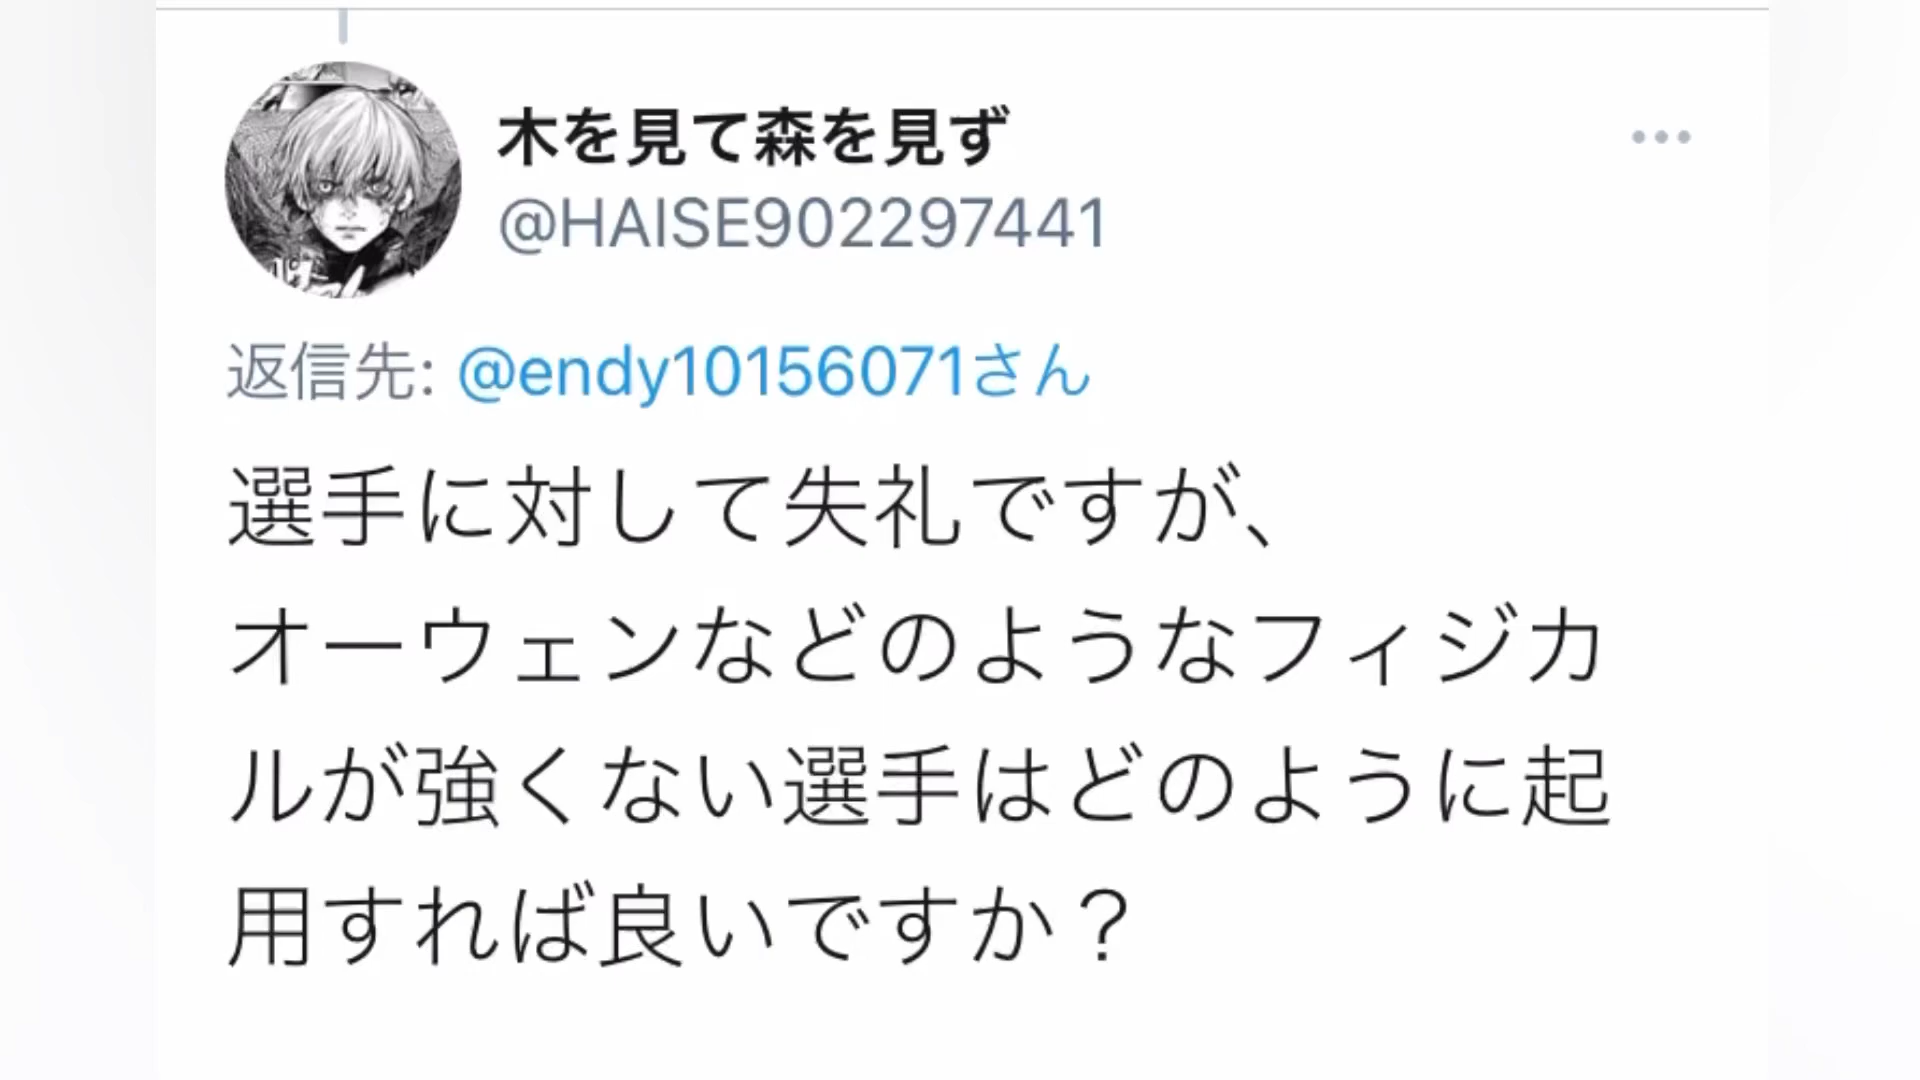 木を見て森を見ず
@HAISE902297441
返信先: @endy10156071さん
選手に対して失礼ですが、
オーウェンなどのようなフィジカ
ルが強くない選手はどのように起
用すれば良いですか？